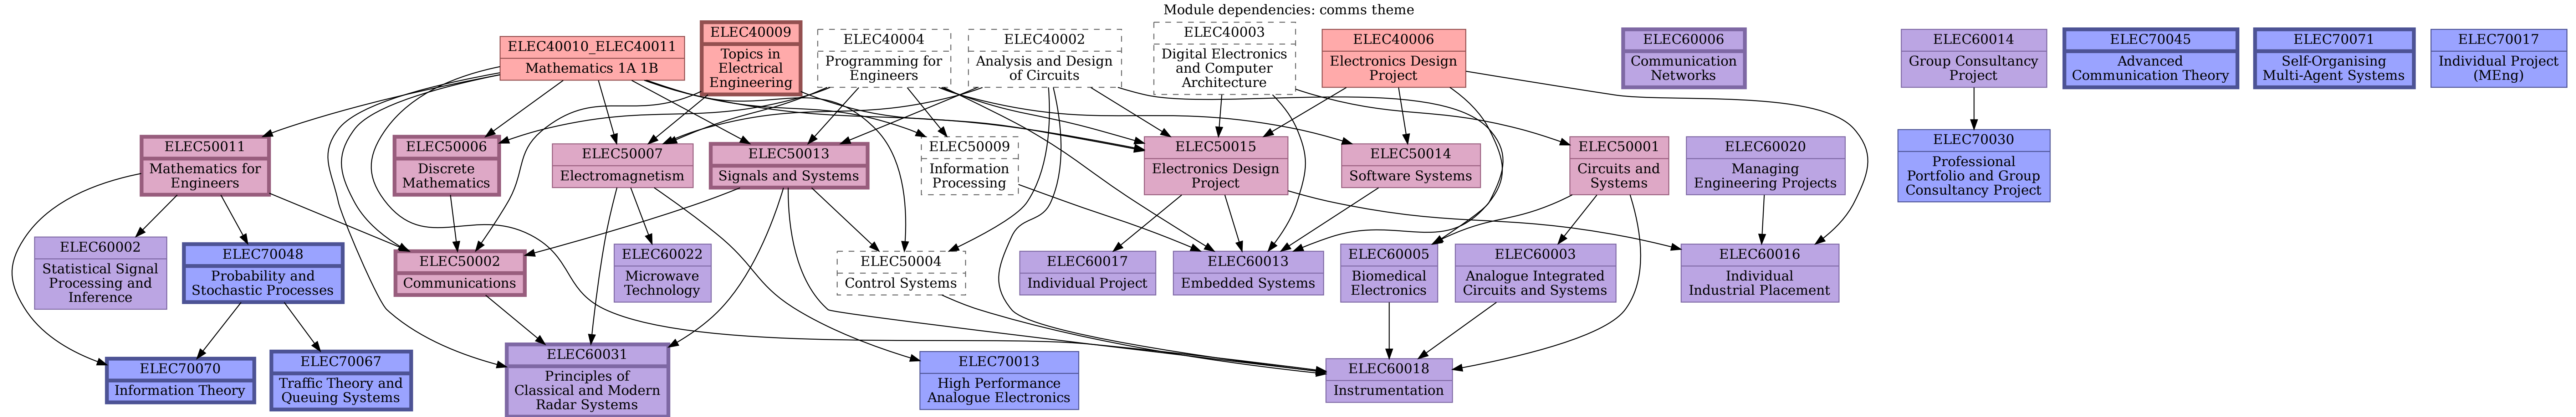 Module dependencies: comms theme
ELEC40010_ELEC40011
Mathematics 1A 1B
ELEC40009
Topics in
Electrical
Engineering
ELEC40004
Programming for
Engineers
ELEC40002
Analysis and Design
of Circuits
ELEC40003
Digital Electronics
and Computer
Architecture
ELEC40006
Electronics Design
Project
ELEC60006
Communication
Networks
ELEC60014
Group Consultancy
Project
ELEC70045
Advanced
Communication Theory
ELEC70071
Self-Organising
Multi-Agent Systems
ELEC70017
Individual Project
(MEng)
ELEC50011
Mathematics for
Engineers
ELEC50006
Discrete
Mathematics
ELEC50007
Electromagnetism
ELEC50013
Signals and Systems
ELEC50009
Information
Processing
ELEC50015
Electronics Design
Project
ELEC50014
Software Systems
ELEC50001
Circuits and
Systems
ELEC60020
Managing
Engineering Projects
ELEC70030
Professional
Portfolio and Group
Consultancy Project
ELEC60002
Statistical Signal
Processing and
Inference
ELEC70048
Probability and
Stochastic Processes
ELEC50002
Communications
ELEC60022
Microwave
Technology
ELEC50004
Control Systems
ELEC60017
Individual Project
ELEC60013
Embedded Systems
ELEC60005
Biomedical
Electronics
ELEC60003
Analogue Integrated
Circuits and Systems
ELEC60016
Individual
Industrial Placement
ELEC70070
Information Theory
ELEC70067
Traffic Theory and
Queuing Systems
ELEC60031
Principles of
Classical and Modern
Radar Systems
ELEC70013
High Performance
Analogue Electronics
ELEC60018
Instrumentation